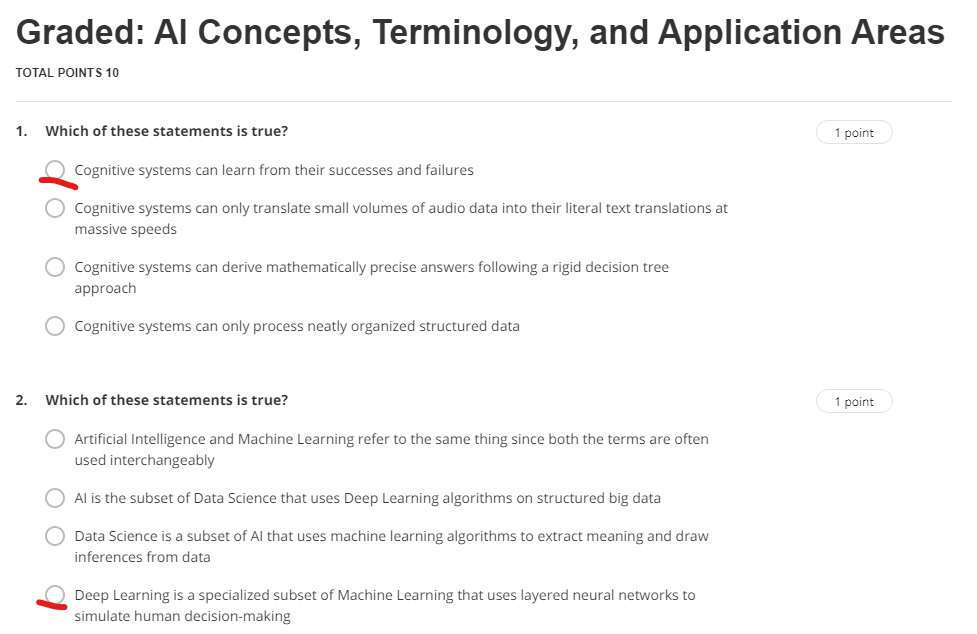 Graded: AI Concepts, Terminology, and Application Areas
TOTAL POINTS 10
1. Which of these statements is true?
1 point
Cognitive systems can learn from their successes and failures
Cognitive systems can only translate small volumes of audio data into their literal text translations at
massive speeds
Cognitive systems can derive mathematically precise answers following a rigid decision tree
approach
Cognitive systems can only process neatly organized structured data
2. Which of these statements is true?
1 point
Artificial Intelligence and Machine Learning refer to the same thing since both the terms are often
used interchangeably
AI is the subset of Data Science that uses Deep Learning algorithms on structured big data
Data Science is a subset of AI that uses machine learning algorithms to extract meaning and draw
inferences from data
Deep Learning is a specialized subset of Machine Learning that uses layered neural networks to
simulate human decision-making